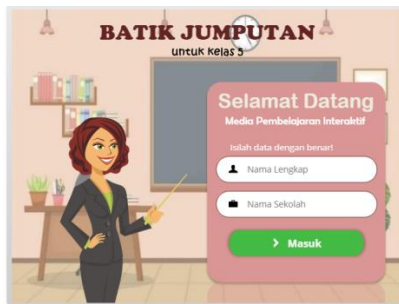 BATIK JUMPUTAN
untuk kelas 5
Selamat Datang
Media Pembelajaran Interaktif
Isilah data dengan benar!
Nama Lengkap
Nama Sekolah
Masuk